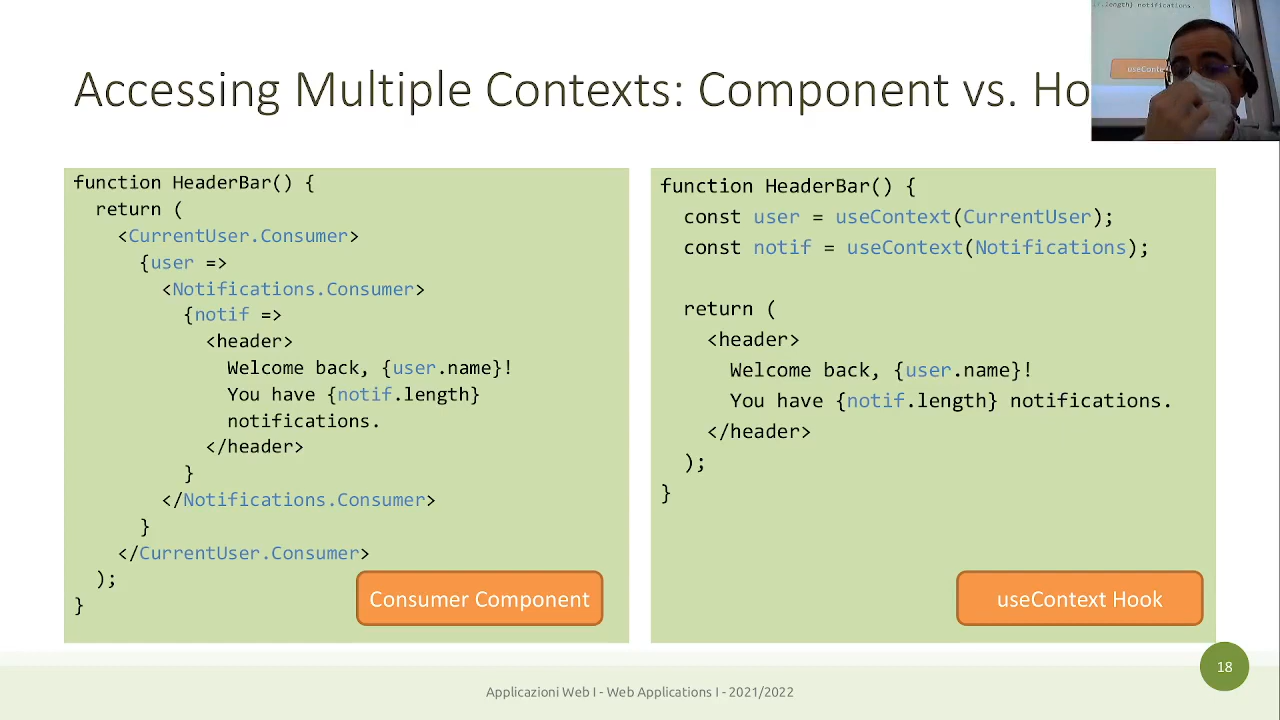 {.length} notifications.
useConte
Accessing Multiple Contexts: Component vs. Ho
function HeaderBar() {
return (
<CurrentUser.Consumer>
{user =>
<Notifications.Consumer>
{notif =>
<header>
Welcome back, {user.name}!
You have {notif.length}
notifications.
</header>
}
</Notifications.Consumer>
}
</CurrentUser.Consumer>
);
}
Consumer Component
function HeaderBar() {
const user = useContext(CurrentUser);
const notif = useContext(Notifications);
return (
<header>
Welcome back, {user.name}!
You have {notif.length} notifications.
</header>
);
}
useContext Hook
18
Applicazioni Web I - Web Applications I - 2021/2022